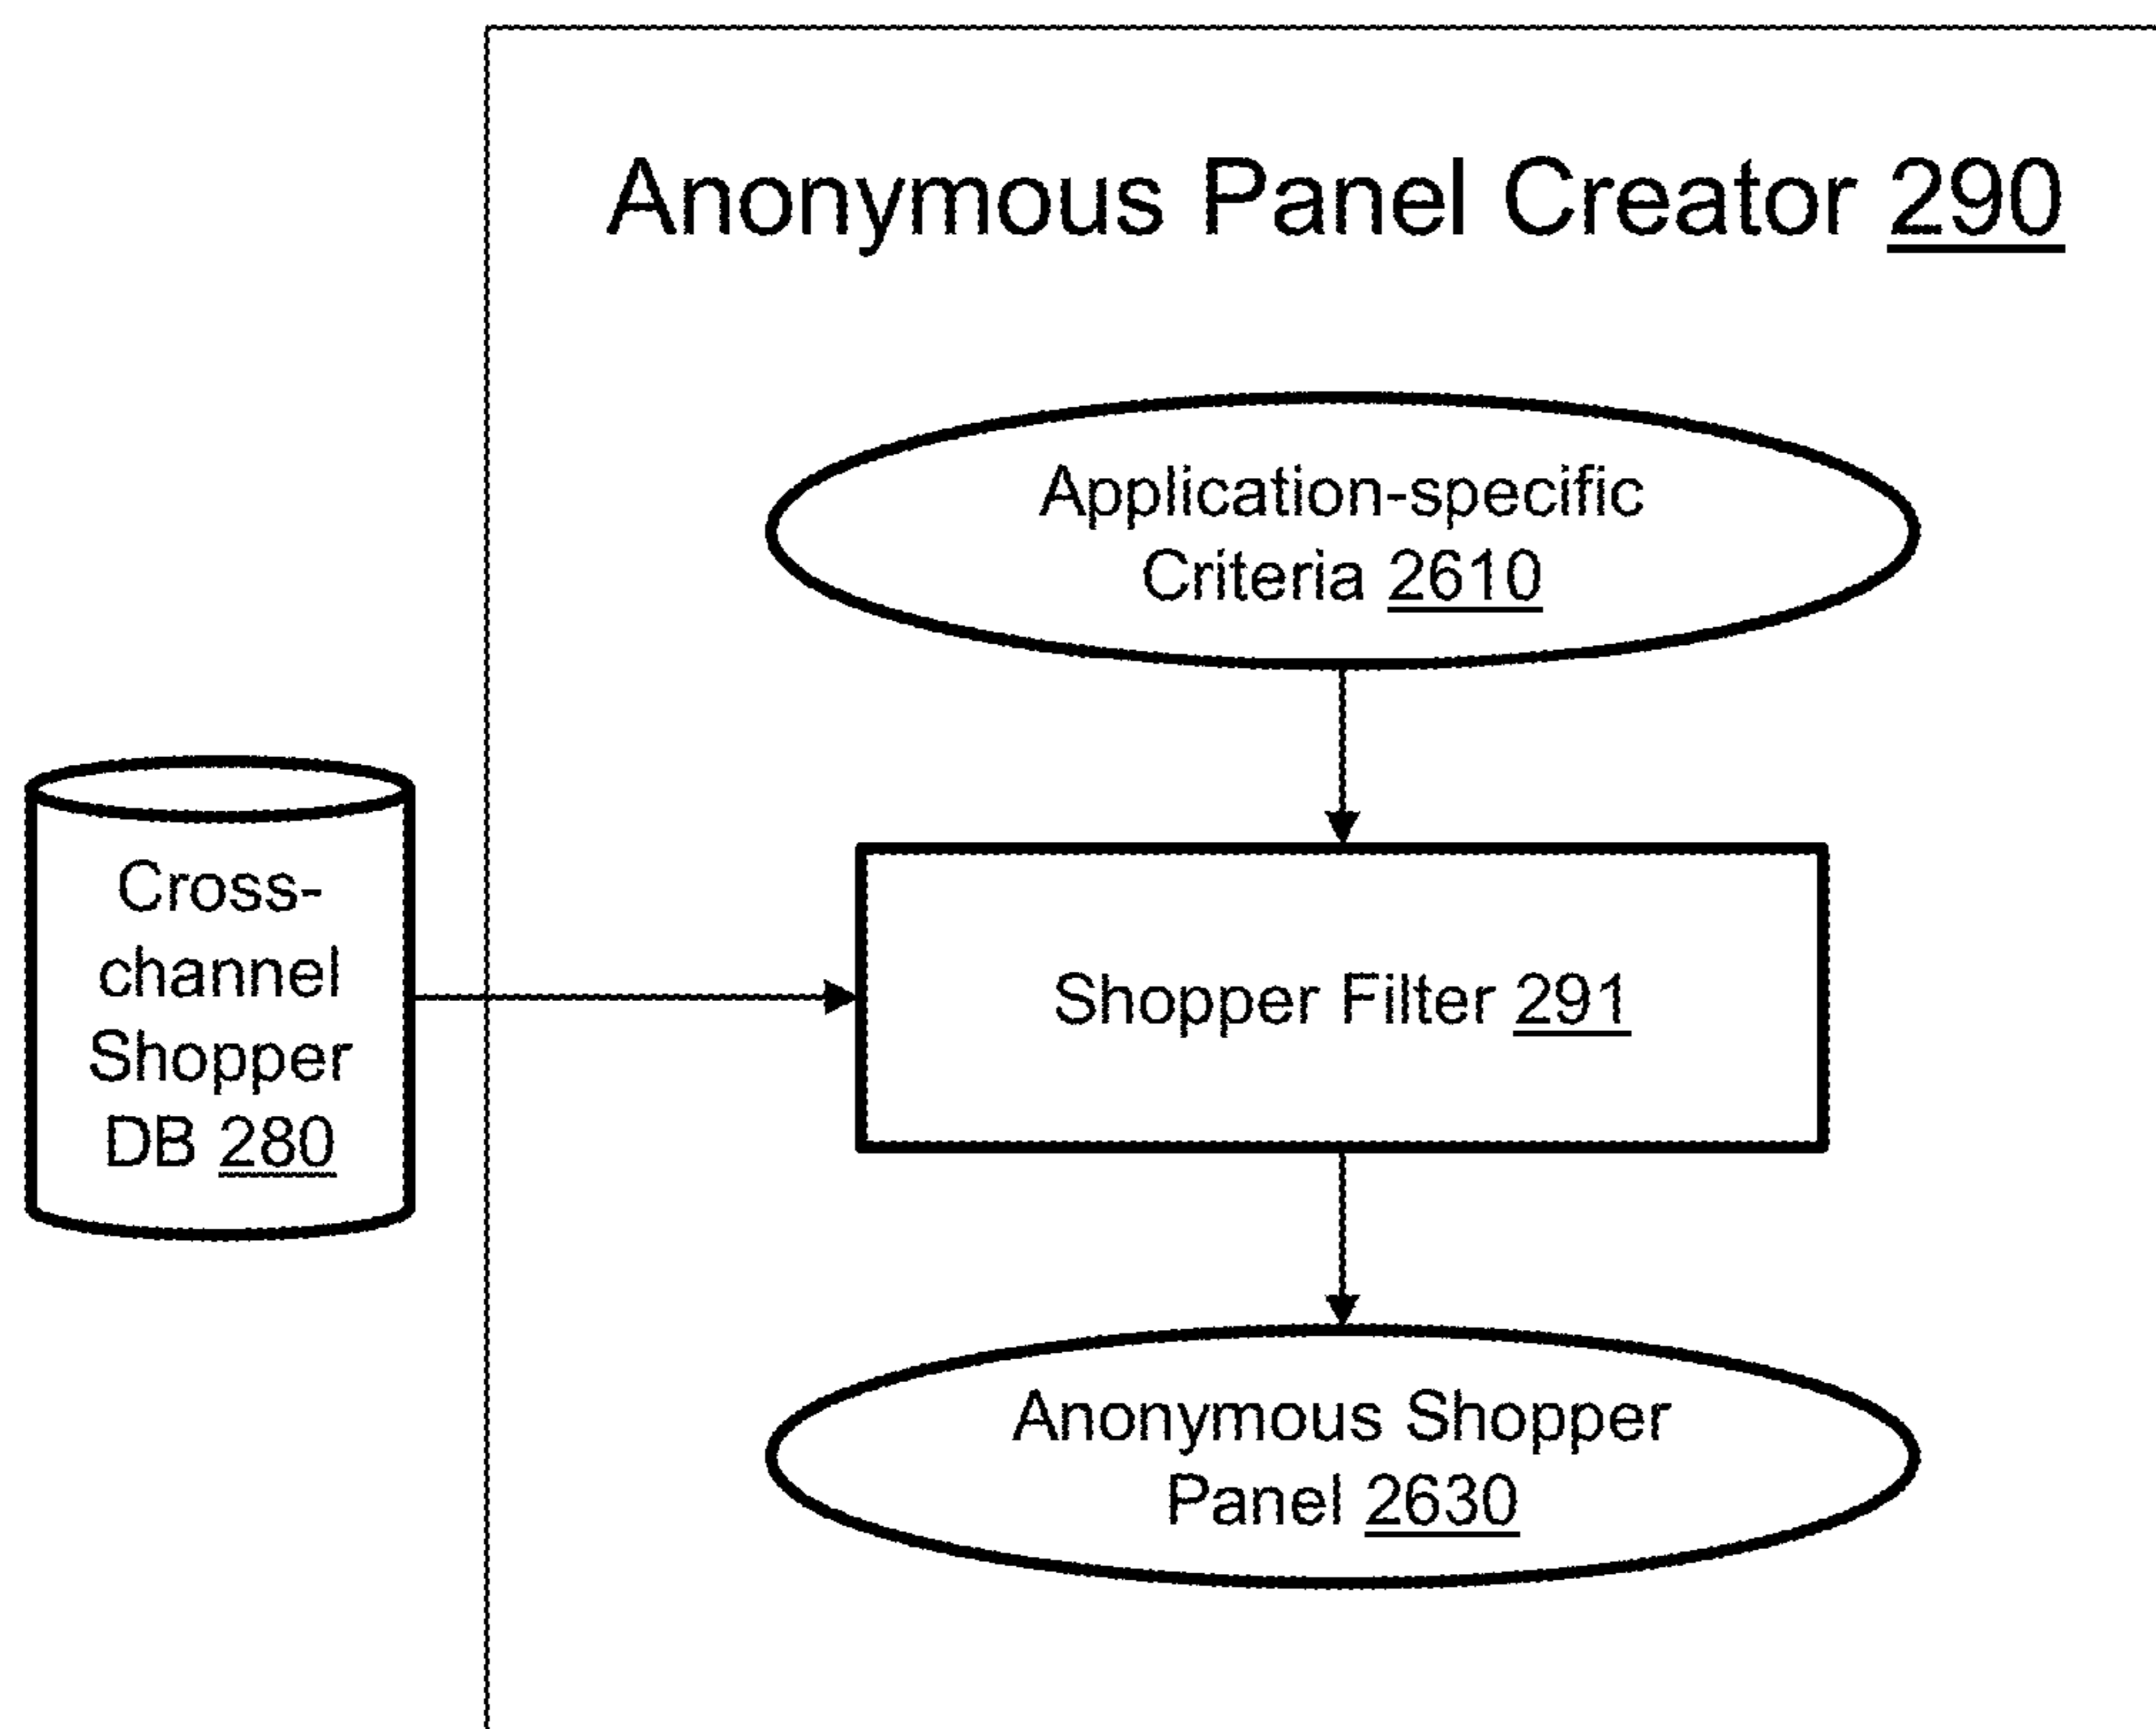 Anonymous Panel Creator 290
Application-specific
Criteria 2610
Cross-
channel
Shopper
DB 280
Shopper Filter 291
Anonymous Shopper
Panel 2630